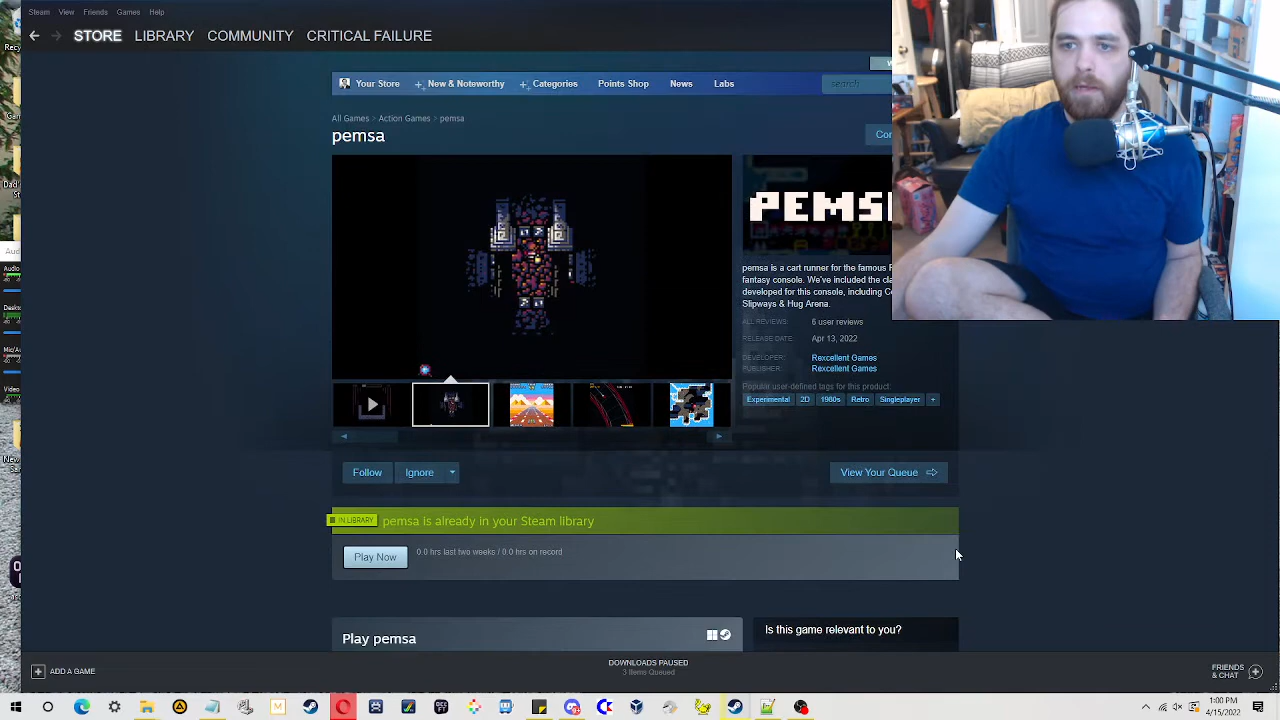 Steam View Friends Games Help
STORE LIBRARY COMMUNITY CRITICAL FAILURE
Your Store New & Noteworthy Categories Points Shop News Labs search
All Games > Action Games > pemsa
pemsa
PEMS
pemsa is a cart runner for the famous
fantasy console. We've included the
developed for this console, including
Slipways & Hug Arena.
ALL REVIEWS: 6 user reviews
RELEASE DATE: Apr 13, 2022
DEVELOPER: Rexcellent Games
PUBLISHER: Rexcellent Games
Popular user-defined tags for this product:
Experimental 2D 1980s Retro Singleplayer +
Follow Ignore View Your Queue
IN LIBRARY pemsa is already in your Steam library
Play Now 0.0 hrs last two weeks / 0.0 hrs on record
Play pemsa
Is this game relevant to you?
ADD A GAME
DOWNLOADS PAUSED
3 Items Queued
FRIENDS
& CHAT
1:00 PM
4/15/2022